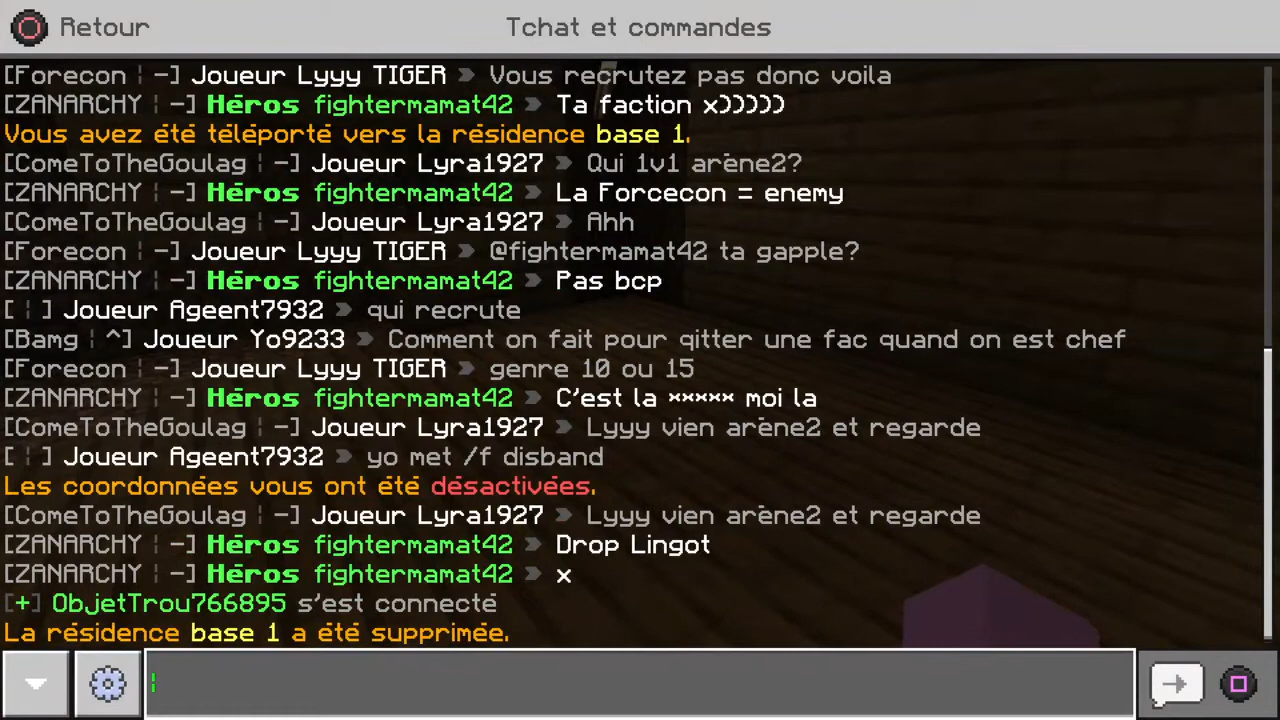 Retour
Tchat et commandes
[Forecon ¦ -] Joueur Lyyy TIGER » Vous recrutez pas donc voila
[ZANARCHY ¦ -] Héros fightermamat42 » Ta faction x)))))
Vous avez été téléporté vers la résidence base 1.
[ComeToTheGoulag ¦ -] Joueur Lyra1927 » Qui 1v1 arène2?
[ZANARCHY ¦ -] Héros fightermamat42 » La Forcecon = enemy
[ComeToTheGoulag ¦ -] Joueur Lyra1927 » Ahh
[Forecon ¦ -] Joueur Lyyy TIGER » @fightermamat42 ta gapple?
[ZANARCHY ¦ -] Héros fightermamat42 » Pas bcp
[ ¦ ] Joueur Ageent7932 » qui recrute
[Bamg ¦ ^] Joueur Yo9233 » Comment on fait pour qitter une fac quand on est chef
[Forecon ¦ -] Joueur Lyyy TIGER » genre 10 ou 15
[ZANARCHY ¦ -] Héros fightermamat42 » C'est la ***** moi la
[ComeToTheGoulag ¦ -] Joueur Lyra1927 » Lyyy vien arène2 et regarde
[ ¦ ] Joueur Ageent7932 » yo met /f disband
Les coordonnées vous ont été désactivées.
[ComeToTheGoulag ¦ -] Joueur Lyra1927 » Lyyy vien arène2 et regarde
[ZANARCHY ¦ -] Héros fightermamat42 » Drop Lingot
[ZANARCHY ¦ -] Héros fightermamat42 » x
[+] ObjetTrou766895 s'est connecté
La résidence base 1 a été supprimée.